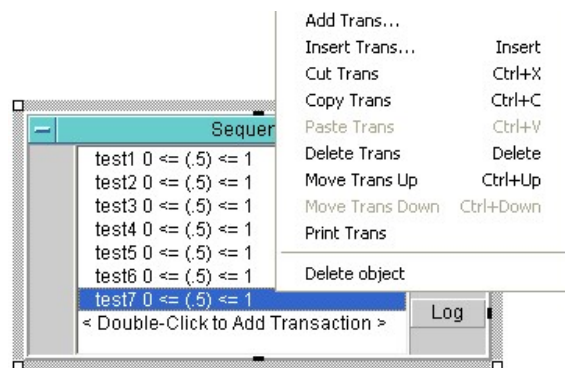 Add Trans...
Insert Trans... Insert
Cut Trans Ctrl+X
Copy Trans Ctrl+C
Paste Trans Ctrl+V
Delete Trans Delete
Move Trans Up Ctrl+Up
Move Trans Down Ctrl+Down
Print Trans
Delete object
Sequen
test1 0 <= (.5) <= 1
test2 0 <= (.5) <= 1
test3 0 <= (.5) <= 1
test4 0 <= (.5) <= 1
test5 0 <= (.5) <= 1
test6 0 <= (.5) <= 1
test7 0 <= (.5) <= 1
< Double-Click to Add Transaction >
Log